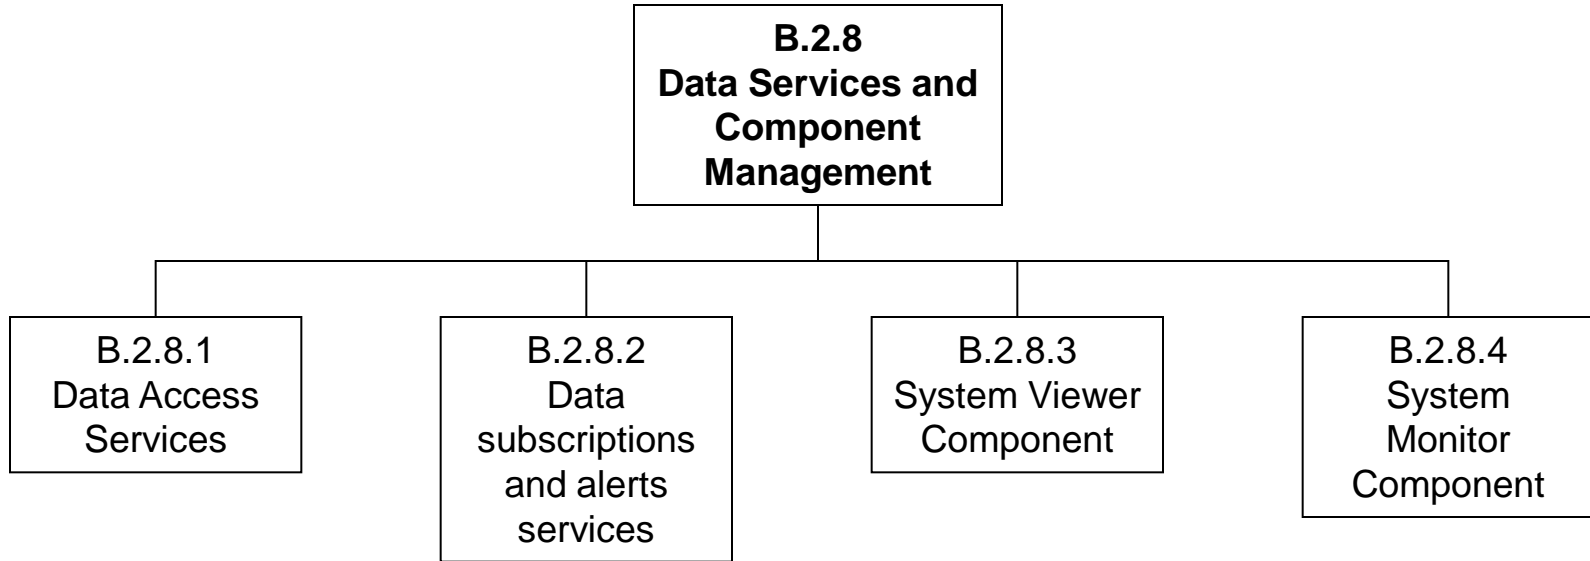 B.2.8
Data Services and
Component
Management
B.2.8.1
Data Access
Services
B.2.8.2
Data
subscriptions
and alerts
services
B.2.8.3
System Viewer
Component
B.2.8.4
System
Monitor
Component